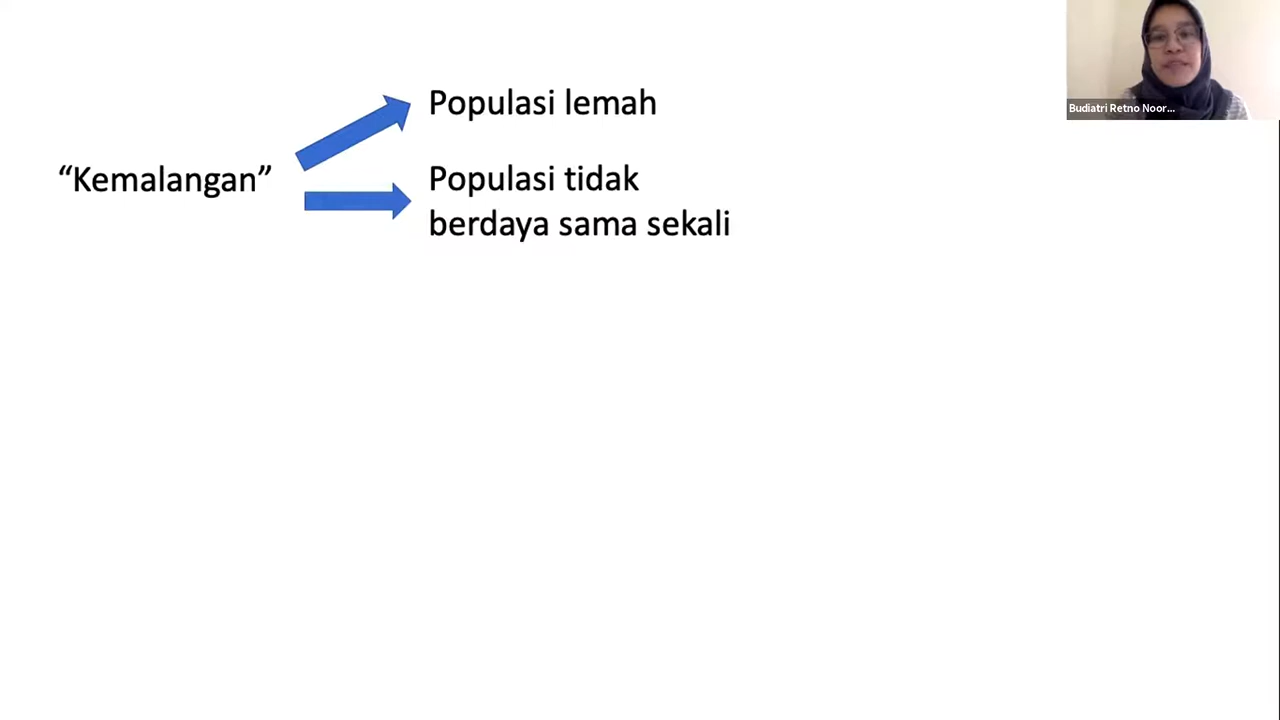 Budiatri Retno Noor...
Populasi lemah
“Kemalangan”
Populasi tidak
berdaya sama sekali